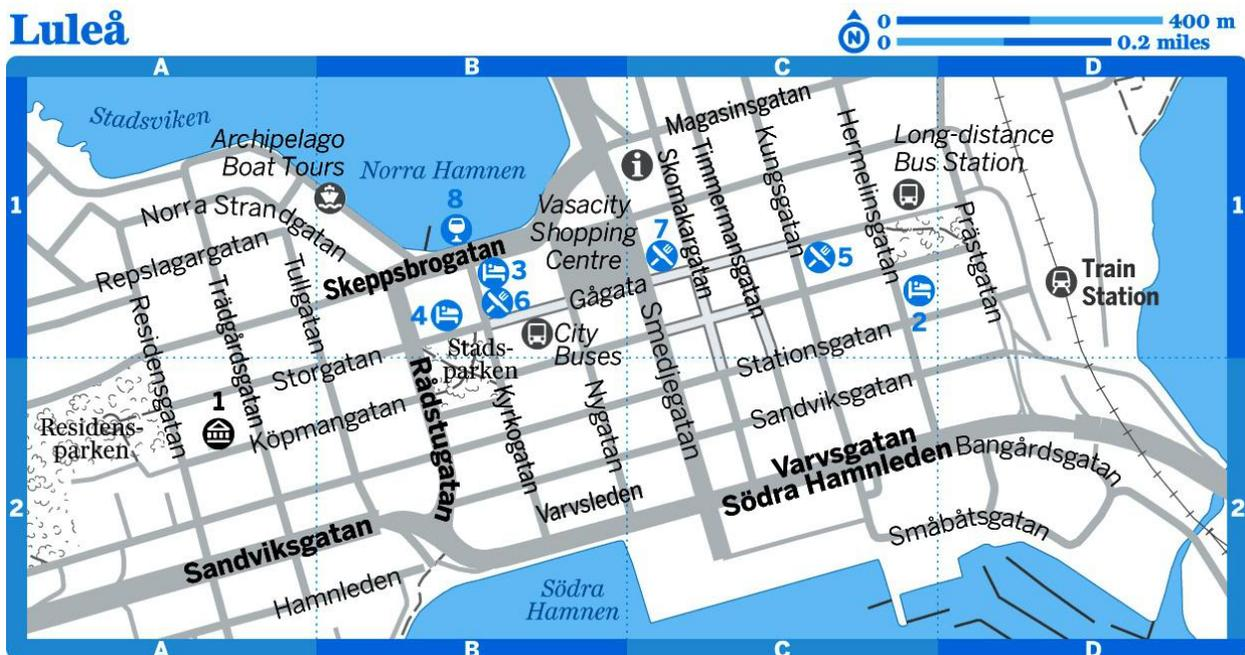 Luleå
N
0 400 m
0 0.2 miles
A B C D
1
1
2
2
Stadsviken
Archipelago
Boat Tours
Norra Hamnen
8
Norra Strandgatan
Repslagargatan
Skeppsbrogatan
Vasacity
Shopping
Centre
i
7
Magasinsgatan
Skomakargatan
Timmermansgatan
Kungsgatan
Hermelinsgatan
Long-distance
Bus Station
Prästgatan
5
2
Train
Station
3
6
4
Gågata
City
Buses
Stads-
parken
Residensgatan
Trädgårdsgatan
Tullgatan
Storgatan
Köpmangatan
Rådstugatan
Kyrkogatan
Nygatan
Smedjegatan
Stationsgatan
Sandviksgatan
1
Residens-
parken
Varvsgatan
Södra Hamnleden
Bangårdsgatan
Småbåtsgatan
Varvsleden
Sandviksgatan
Hamnleden
Södra
Hamnen
A B C D